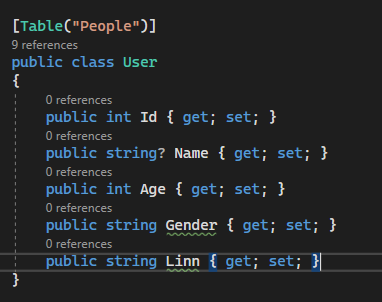 [Table("People")]
9 references
public class User
{
0 references
public int Id { get; set; }
0 references
public string? Name { get; set; }
0 references
public int Age { get; set; }
0 references
public string Gender { get; set; }
0 references
public string Linn { get; set; }
}